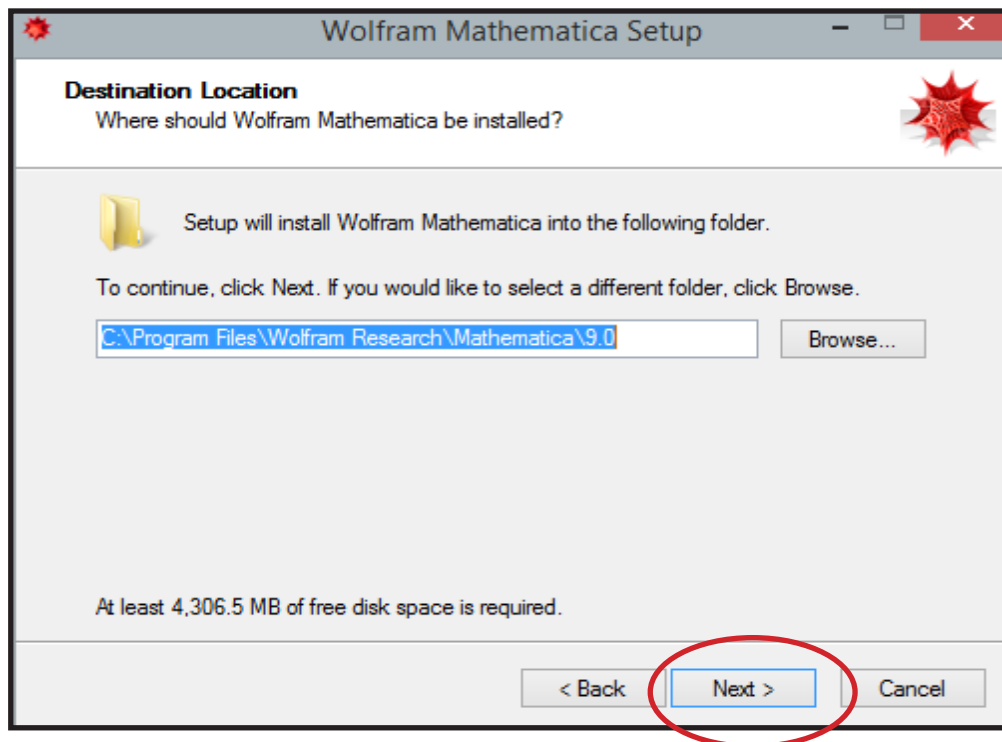 Wolfram Mathematica Setup
Destination Location
Where should Wolfram Mathematica be installed?
Setup will install Wolfram Mathematica into the following folder.
To continue, click Next. If you would like to select a different folder, click Browse.
C:\Program Files\Wolfram Research\Mathematica\9.0
Browse...
At least 4,306.5 MB of free disk space is required.
< Back
Next >
Cancel